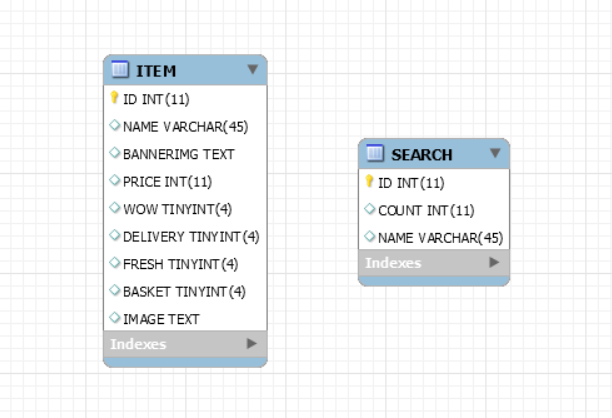 ITEM
ID INT(11)
NAME VARCHAR(45)
BANNERIMG TEXT
PRICE INT(11)
WOW TINYINT(4)
DELIVERY TINYINT(4)
FRESH TINYINT(4)
BASKET TINYINT(4)
IMAGE TEXT
Indexes
SEARCH
ID INT(11)
COUNT INT(11)
NAME VARCHAR(45)
Indexes